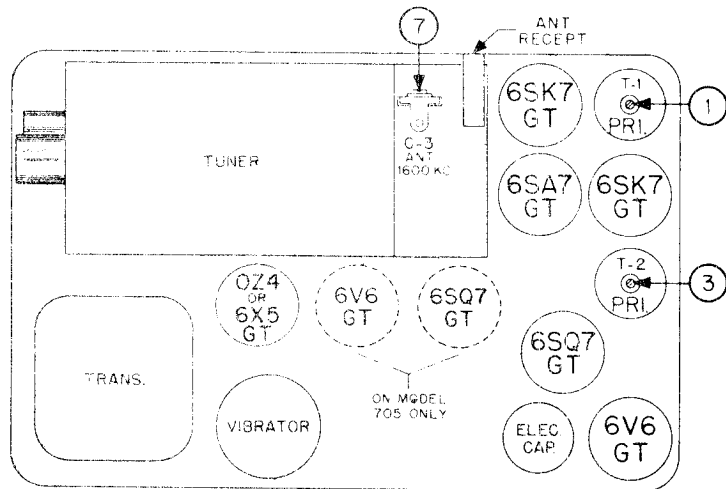 7
ANT
RECEPT
6SK7
GT
T-1
PRI.
1
C-3
ANT
1600 KC
TUNER
6SA7
GT
6SK7
GT
T-2
PRI.
3
OZ4
OR
6X5
GT
6V6
GT
6SQ7
GT
6SQ7
GT
TRANS.
ON MODEL
705 ONLY
VIBRATOR
ELEC.
CAP.
6V6
GT